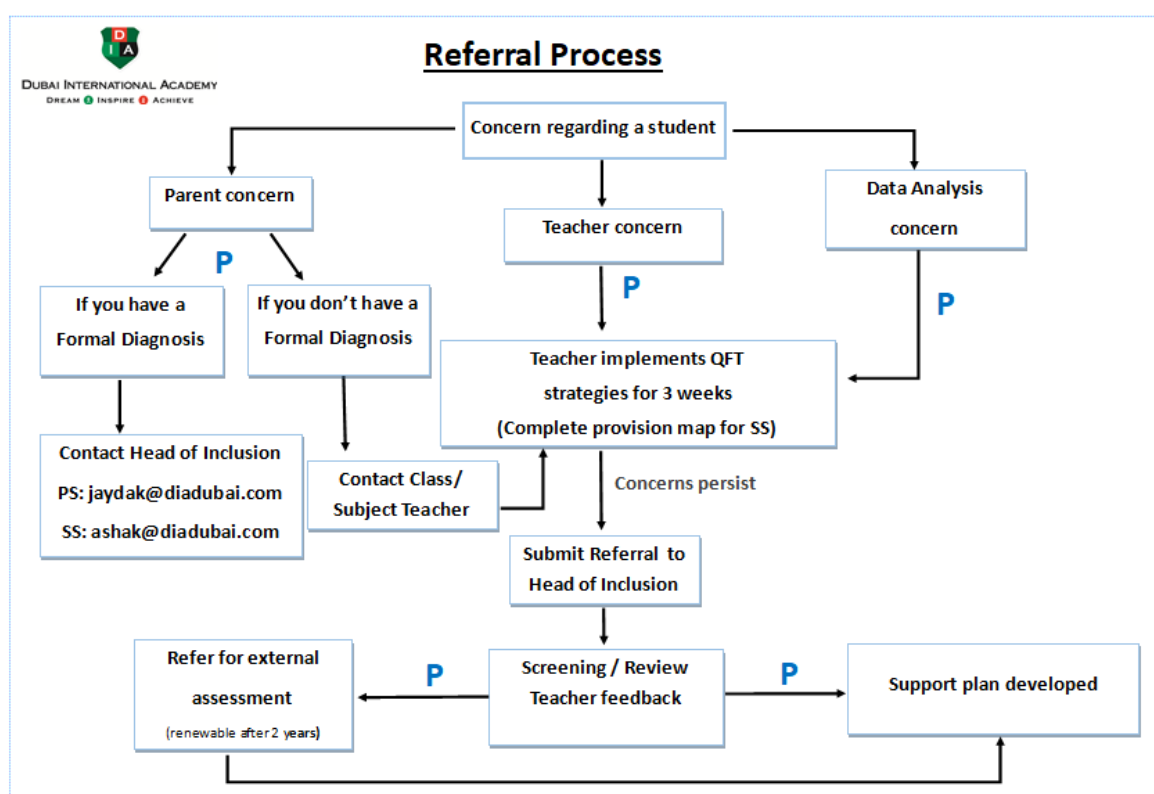 D
I A
DUBAI INTERNATIONAL ACADEMY
DREAM INSPIRE ACHIEVE
Referral Process
Concern regarding a student
Parent concern
Teacher concern
Data Analysis
concern
P
P
P
If you have a
Formal Diagnosis
If you don't have a
Formal Diagnosis
Teacher implements QFT
strategies for 3 weeks
(Complete provision map for SS)
Contact Head of Inclusion
PS: jaydak@diadubai.com
SS: ashak@diadubai.com
Contact Class/
Subject Teacher
Concerns persist
Submit Referral to
Head of Inclusion
Refer for external
assessment
(renewable after 2 years)
P
Screening / Review
Teacher feedback
P
Support plan developed